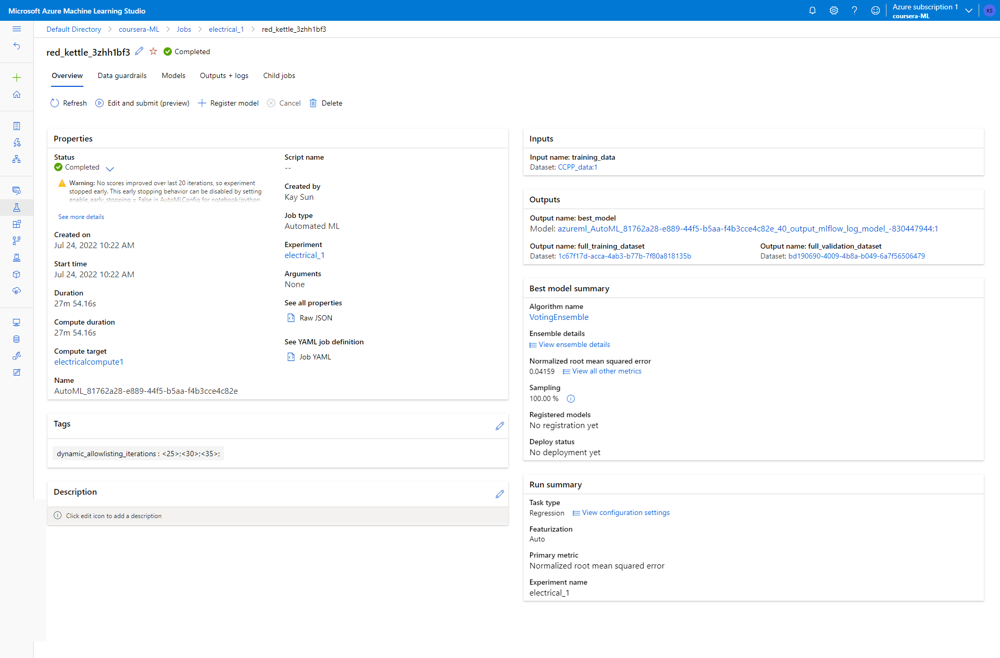 Microsoft Azure Machine Learning Studio
Azure subscription 1
coursera-ML
KS
Default Directory > coursera-ML > Jobs > electrical_1 > red_kettle_3zhh1bf3
red_kettle_3zhh1bf3 Completed
Overview Data guardrails Models Outputs + logs Child jobs
Refresh Edit and submit (preview) Register model Cancel Delete
Properties
Status
Completed
Warning: No scores improved over last 20 iterations, so experiment
stopped early. This early stopping behavior can be disabled by setting
enable_early_stopping = False in AutoMLConfig for notebook/python
See more details
Created on
Jul 24, 2022 10:22 AM
Start time
Jul 24, 2022 10:22 AM
Duration
27m 54.16s
Compute duration
27m 54.16s
Compute target
electricalcompute1
Name
AutoML_81762a28-e889-44f5-b5aa-f4b3cce4c82e
Script name
--
Created by
Kay Sun
Job type
Automated ML
Experiment
electrical_1
Arguments
None
See all properties
Raw JSON
See YAML job definition
Job YAML
Tags
dynamic_allowlisting_iterations : <25>;<30>;<35>;
Description
Click edit icon to add a description
Inputs
Input name: training_data
Dataset: CCPP_data:1
Outputs
Output name: best_model
Model: azureml_AutoML_81762a28-e889-44f5-b5aa-f4b3cce4c82e_40_output_mlflow_log_model_-830447944:1
Output name: full_training_dataset
Dataset: 1c67f17d-acca-4ab3-b77b-7f80a818135b
Output name: full_validation_dataset
Dataset: bd190690-4009-4b8a-b049-6a7f56506479
Best model summary
Algorithm name
VotingEnsemble
Ensemble details
View ensemble details
Normalized root mean squared error
0.04159 View all other metrics
Sampling
100.00 %
Registered models
No registration yet
Deploy status
No deployment yet
Run summary
Task type
Regression View configuration settings
Featurization
Auto
Primary metric
Normalized root mean squared error
Experiment name
electrical_1